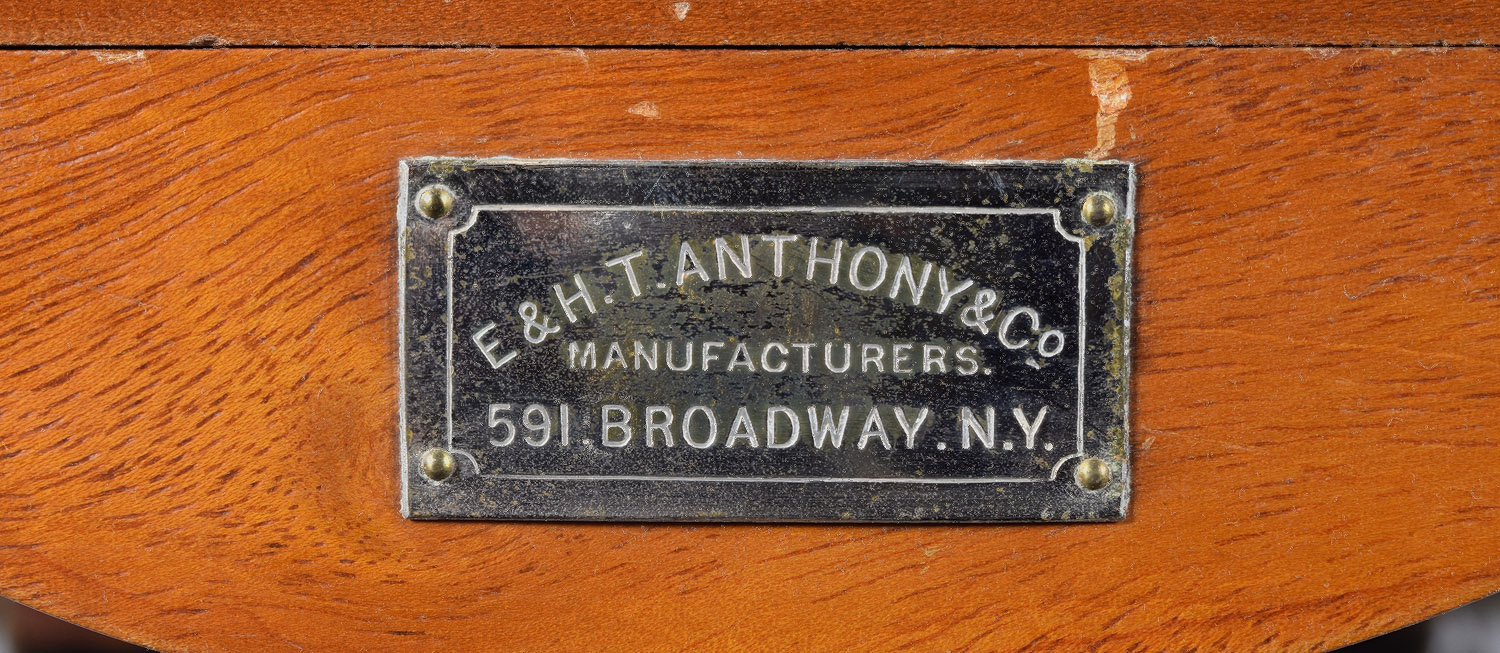 E & H. T. ANTHONY & Co
MANUFACTURERS.
591. BROADWAY. N.Y.